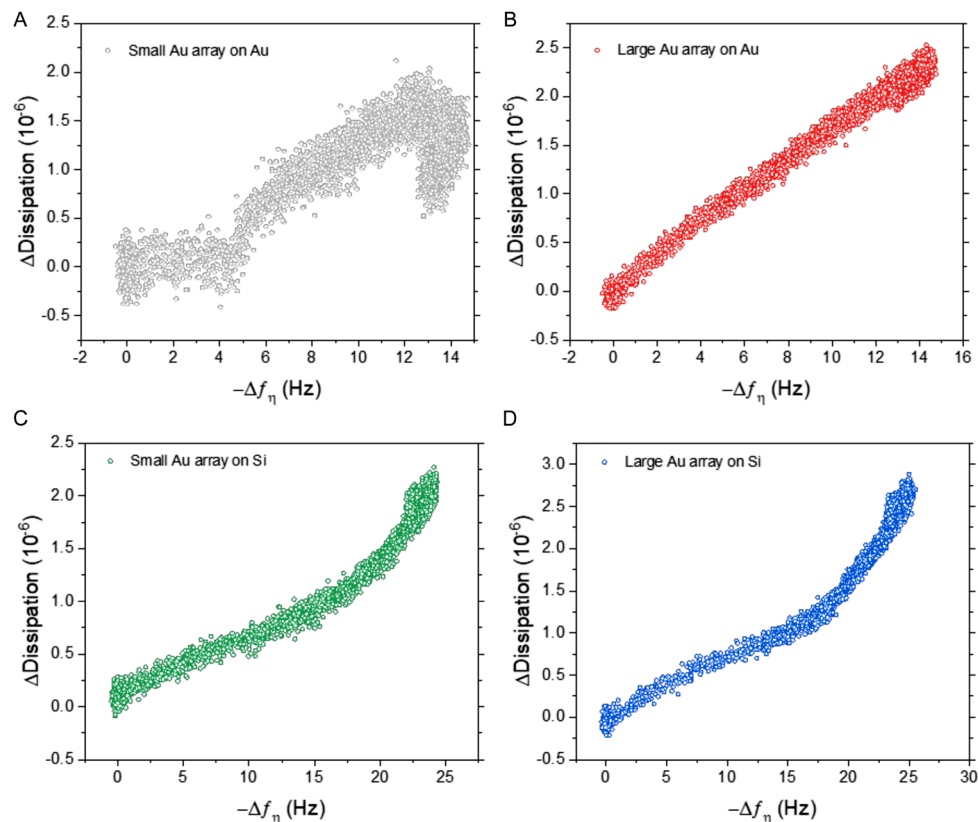 A
Small Au array on Au
2.5
2.0
1.5
1.0
0.5
0.0
-0.5
ΔDissipation (10⁻⁶)
-2 0 2 4 6 8 10 12 14
−Δf η (Hz)
B
Large Au array on Au
2.5
2.0
1.5
1.0
0.5
0.0
-0.5
ΔDissipation (10⁻⁶)
-2 0 2 4 6 8 10 12 14 16
−Δf η (Hz)
C
Small Au array on Si
2.5
2.0
1.5
1.0
0.5
0.0
-0.5
ΔDissipation (10⁻⁶)
0 5 10 15 20 25
−Δf η (Hz)
D
Large Au array on Si
3.0
2.5
2.0
1.5
1.0
0.5
0.0
-0.5
ΔDissipation (10⁻⁶)
0 5 10 15 20 25 30
−Δf η (Hz)